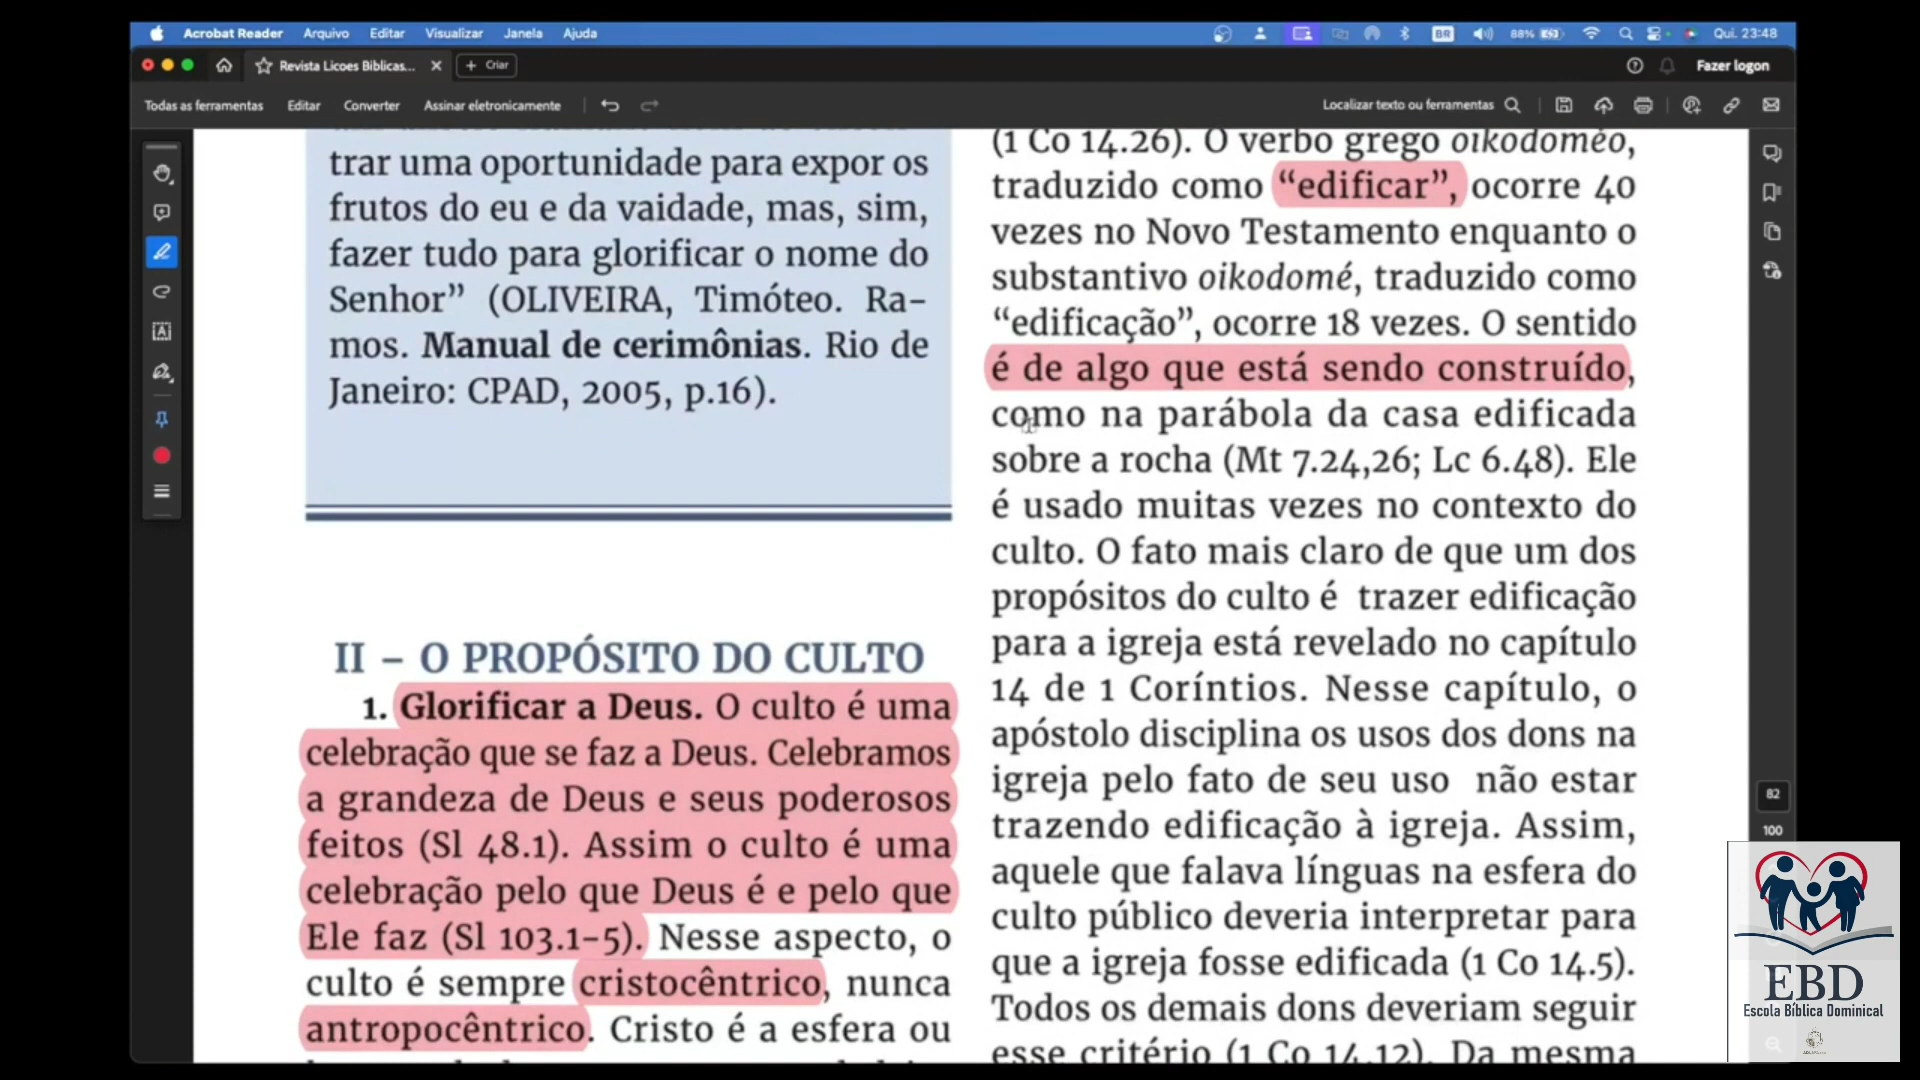 Acrobat Reader Arquivo Editar Visualizar Janela Ajuda BR 88% Qui. 23:48
Revista Licoes Biblicas... + Criar Fazer logon
Todas as ferramentas Editar Converter Assinar eletronicamente Localizar texto ou ferramentas
trar uma oportunidade para expor os
frutos do eu e da vaidade, mas, sim,
fazer tudo para glorificar o nome do
Senhor” (OLIVEIRA, Timóteo. Ra-
mos. Manual de cerimônias. Rio de
Janeiro: CPAD, 2005, p.16).
II – O PROPÓSITO DO CULTO
1. Glorificar a Deus. O culto é uma
celebração que se faz a Deus. Celebramos
a grandeza de Deus e seus poderosos
feitos (Sl 48.1). Assim o culto é uma
celebração pelo que Deus é e pelo que
Ele faz (Sl 103.1-5). Nesse aspecto, o
culto é sempre cristocêntrico, nunca
antropocêntrico. Cristo é a esfera ou
(1 Co 14.26). O verbo grego oikodoméo,
traduzido como “edificar”, ocorre 40
vezes no Novo Testamento enquanto o
substantivo oikodomé, traduzido como
“edificação”, ocorre 18 vezes. O sentido
é de algo que está sendo construído,
como na parábola da casa edificada
sobre a rocha (Mt 7.24,26; Lc 6.48). Ele
é usado muitas vezes no contexto do
culto. O fato mais claro de que um dos
propósitos do culto é trazer edificação
para a igreja está revelado no capítulo
14 de 1 Coríntios. Nesse capítulo, o
apóstolo disciplina os usos dos dons na
igreja pelo fato de seu uso não estar
trazendo edificação à igreja. Assim,
aquele que falava línguas na esfera do
culto público deveria interpretar para
que a igreja fosse edificada (1 Co 14.5).
Todos os demais dons deveriam seguir
esse critério (1 Co 14.12). Da mesma
82
100
EBD
Escola Bíblica Dominical